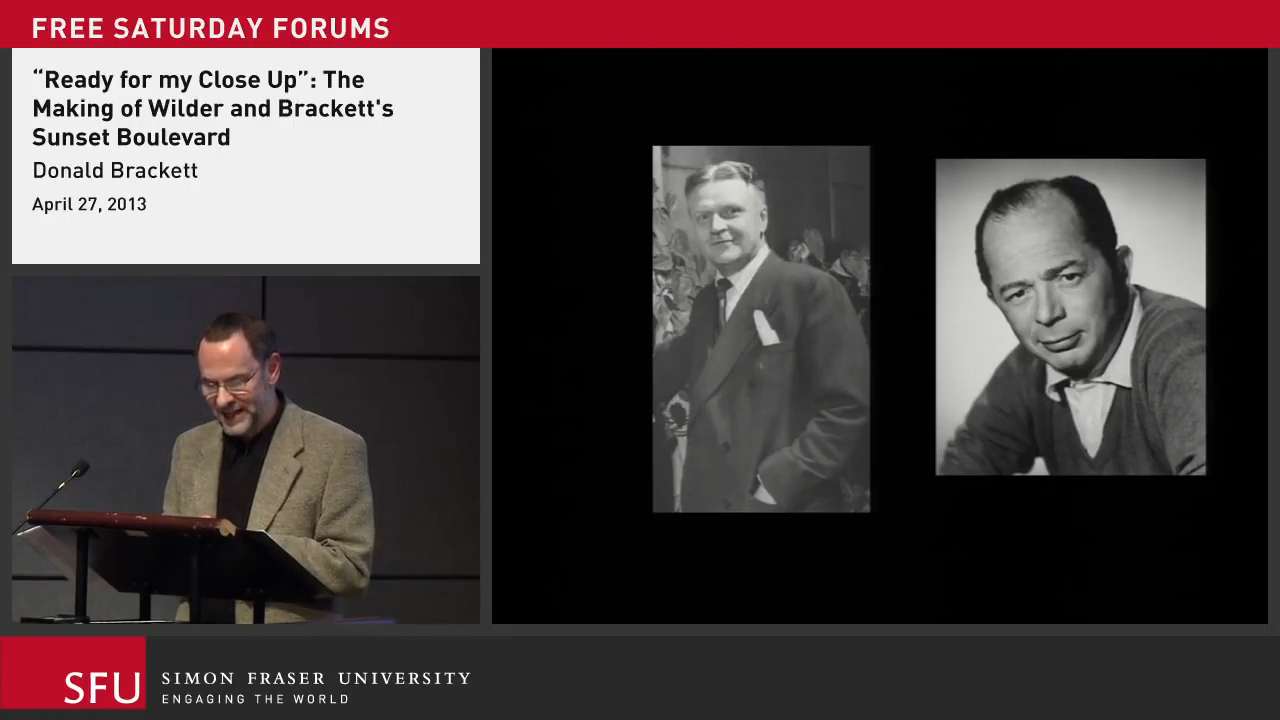 FREE SATURDAY FORUMS
“Ready for my Close Up”: The
Making of Wilder and Brackett's
Sunset Boulevard
Donald Brackett
April 27, 2013
SFU
SIMON FRASER UNIVERSITY
ENGAGING THE WORLD